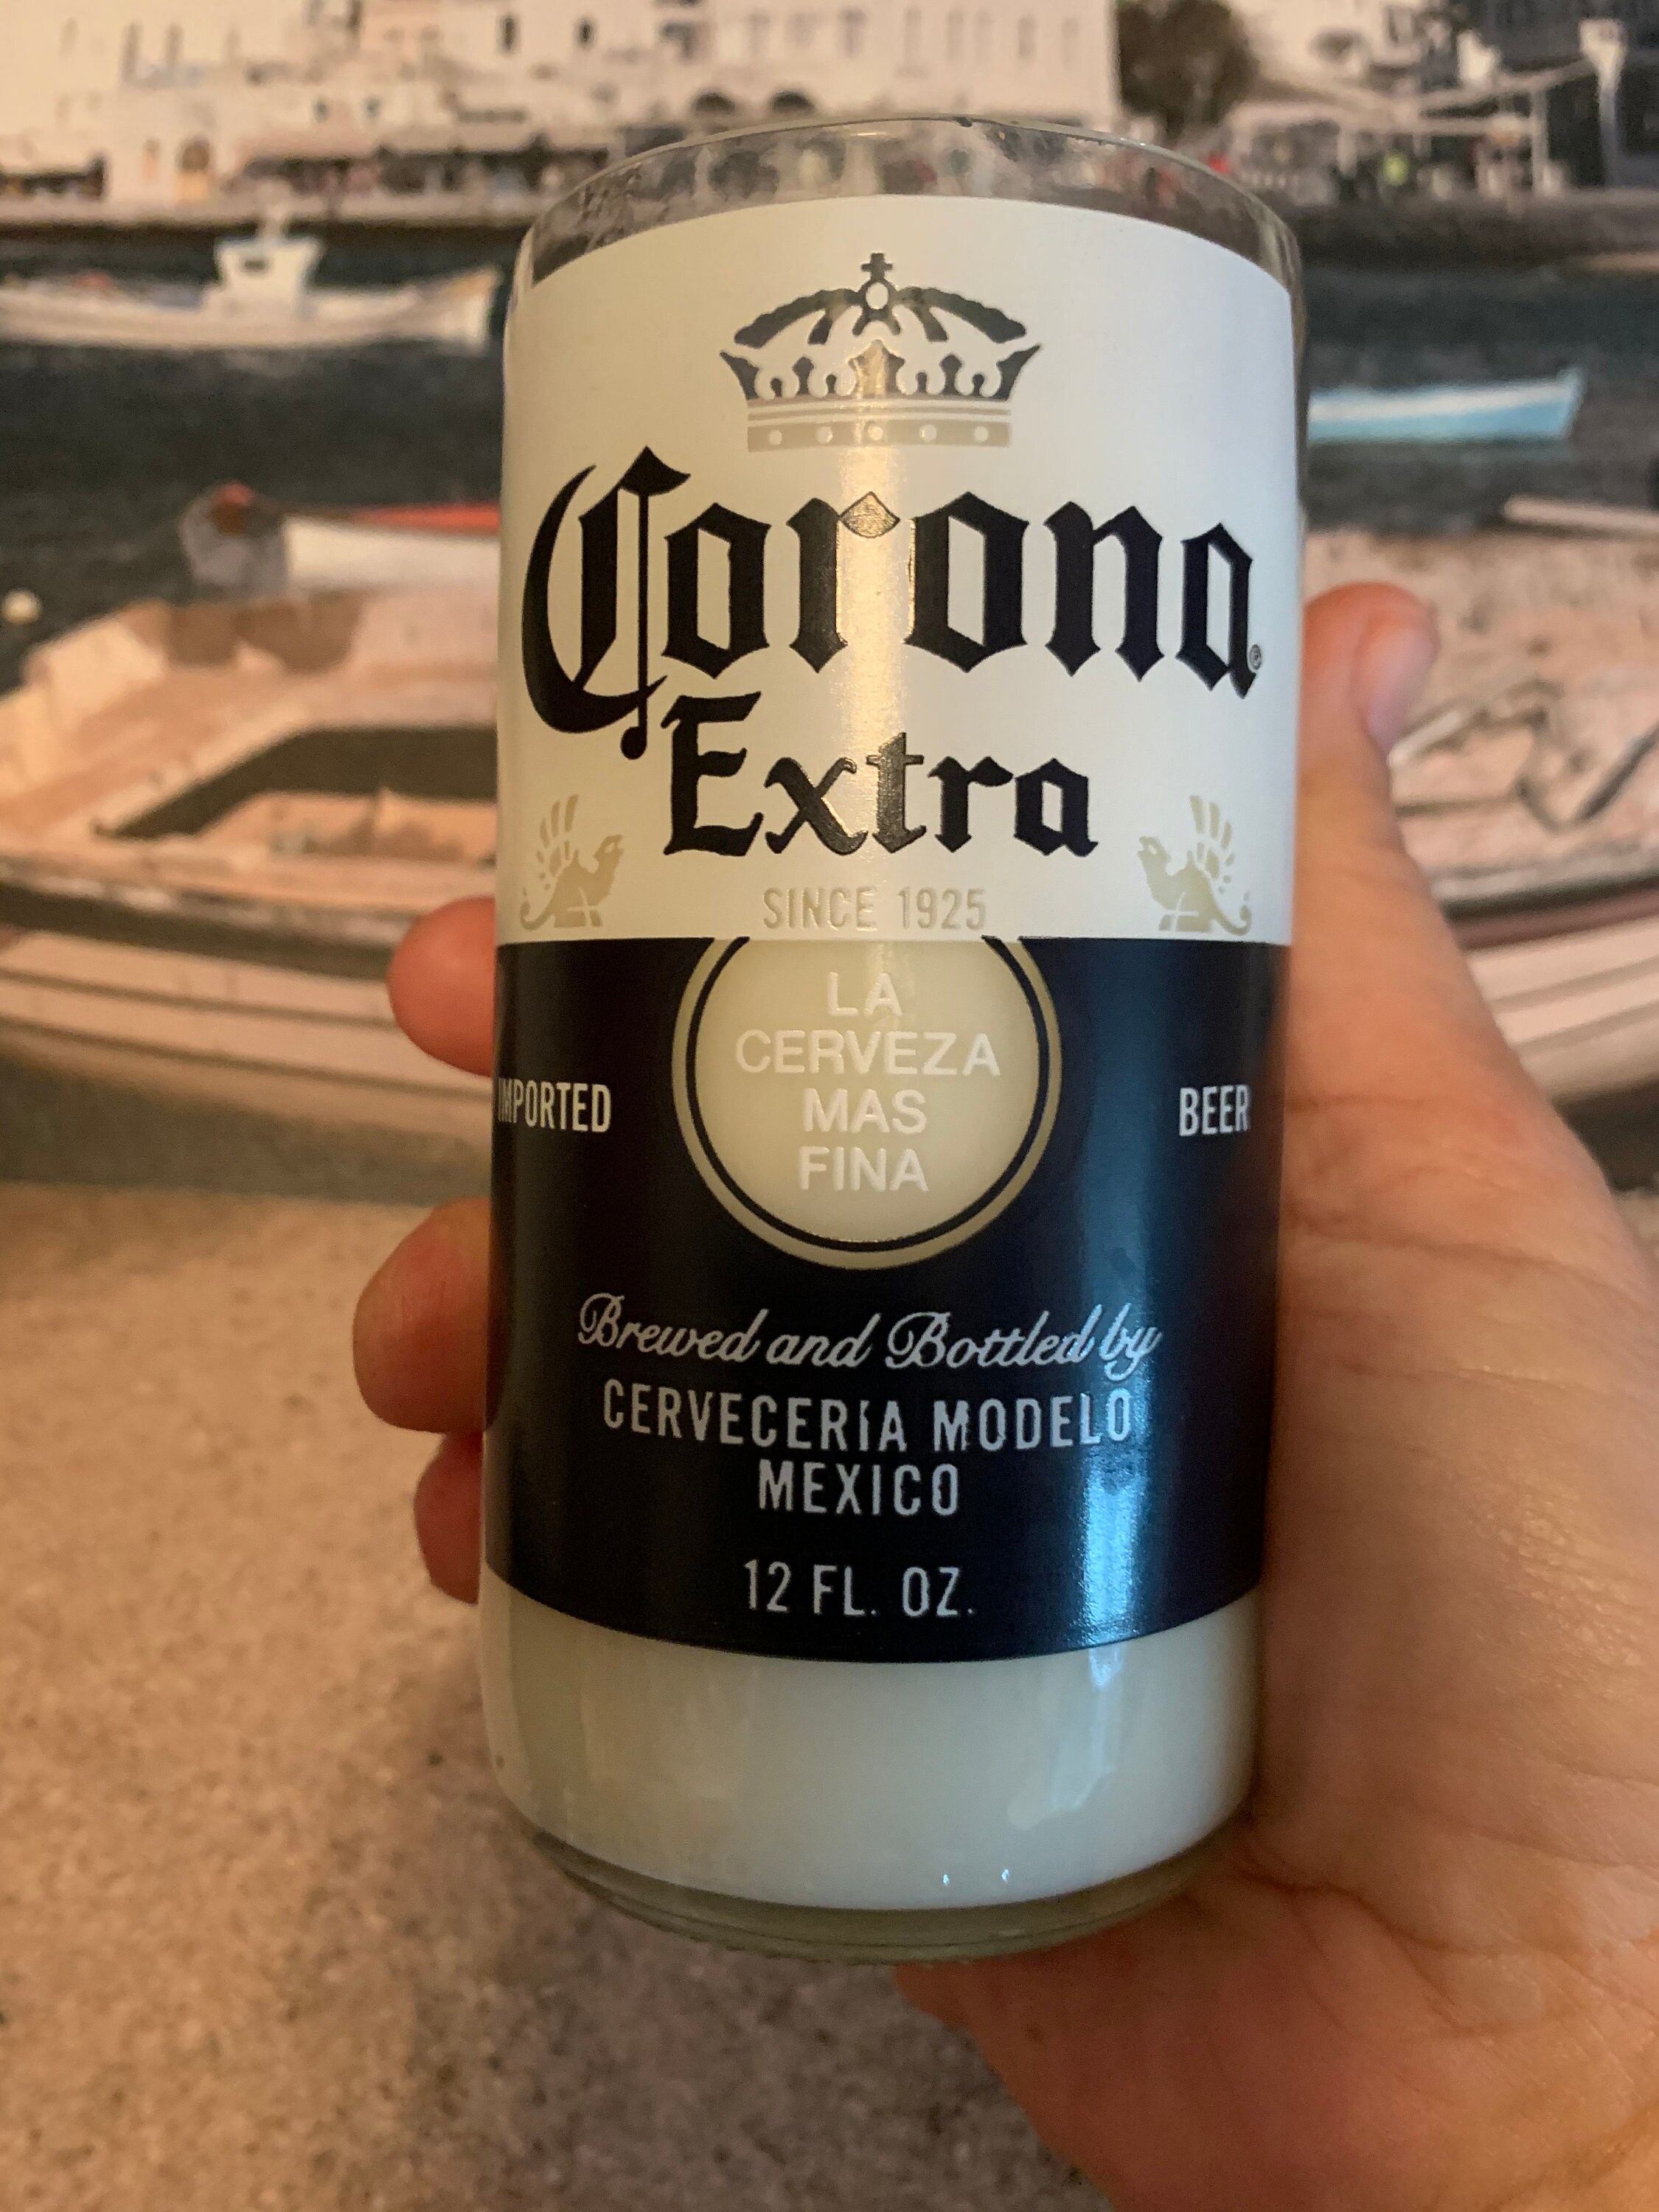 Corona®
Extra
SINCE 1925
LA
CERVEZA
MAS
FINA
IMPORTED
BEER
Brewed and Bottled by
CERVECERÍA MODELO
MEXICO
12 FL. OZ.